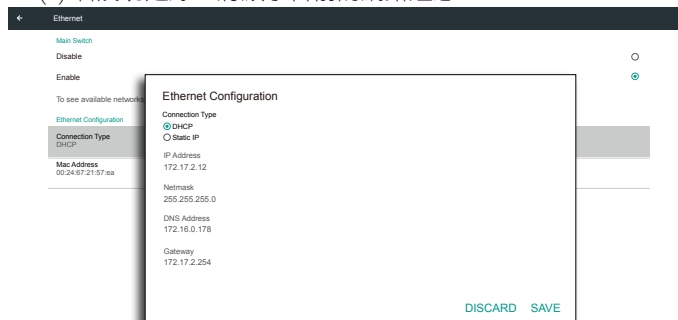 Ethernet
Main Switch
Disable
Enable
To see available networks
Ethernet Configuration
Connection Type
DHCP
Mac Address
00:24:67:21:57:ea
Ethernet Configuration
Connection Type
DHCP
Static IP
IP Address
172.17.2.12
Netmask
255.255.255.0
DNS Address
172.16.0.178
Gateway
172.17.2.254
DISCARD SAVE